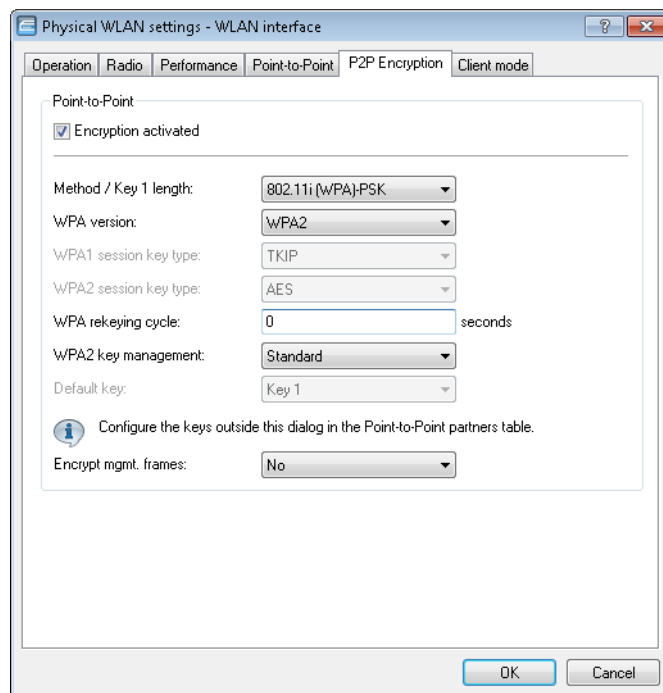 Physical WLAN settings - WLAN interface
Operation Radio Performance Point-to-Point P2P Encryption Client mode
Point-to-Point
Encryption activated
Method / Key 1 length: 802.11i (WPA)-PSK
WPA version: WPA2
WPA1 session key type: TKIP
WPA2 session key type: AES
WPA rekeying cycle: 0 seconds
WPA2 key management: Standard
Default key: Key 1
Configure the keys outside this dialog in the Point-to-Point partners table.
Encrypt mgmt. frames: No
OK Cancel